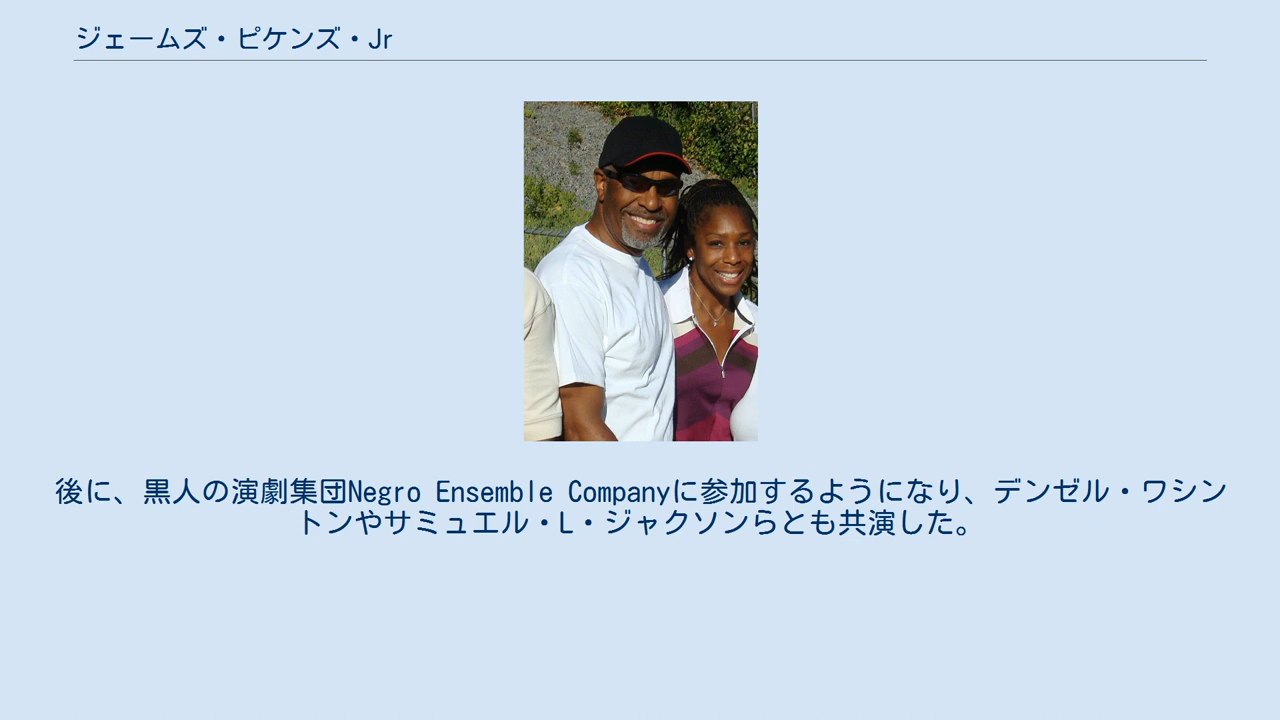 ジェームズ・ピケンズ・Jr
後に、黒人の演劇集団Negro Ensemble Companyに参加するようになり、デンゼル・ワシン
トンやサミュエル・L・ジャクソンらとも共演した。